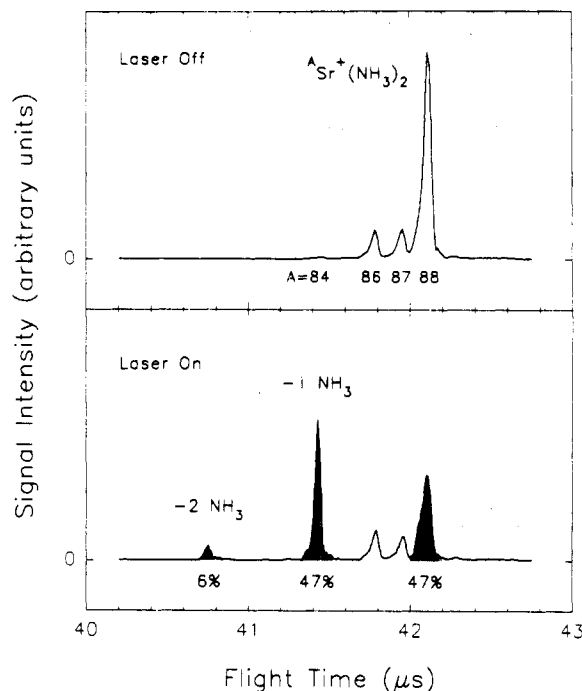 Laser Off
ᴬSr⁺(NH₃)₂
0
A=84 86 87 88
Laser On
-1 NH₃
-2 NH₃
0
6% 47% 47%
40 41 42 43
Flight Time (μs)
Signal Intensity (arbitrary units)